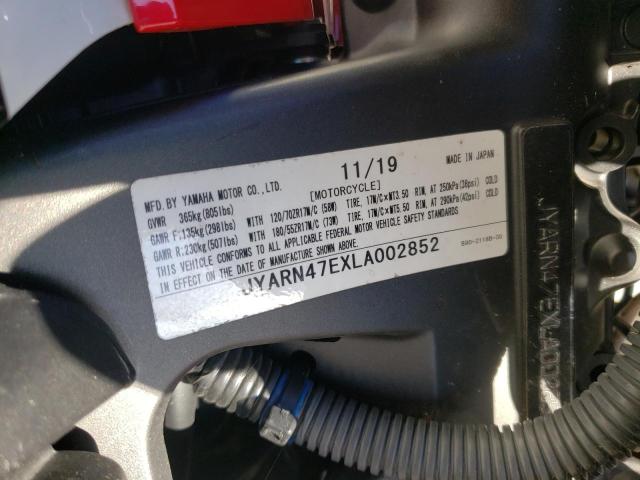 11/19
MADE IN JAPAN
MFD. BY YAMAHA MOTOR CO., LTD.
[MOTORCYCLE]
GVWR 365kg (805lbs)
GAWR F:135kg (298lbs) WITH 120/70ZR17M/C (58W) TIRE, 17M/C×MT3.50 RIM, AT 250kPa (36psi) COLD
GAWR R:230kg (507lbs) WITH 180/55ZR17M/C (73W) TIRE, 17M/C×MT5.50 RIM, AT 290kPa (42psi) COLD
THIS VEHICLE CONFORMS TO ALL APPLICABLE FEDERAL MOTOR VEHICLE SAFETY STANDARDS
IN EFFECT ON THE DATE OF MANUFACTURE SHOWN ABOVE.
JYARN47EXLA002852
JYARN47EXLA002